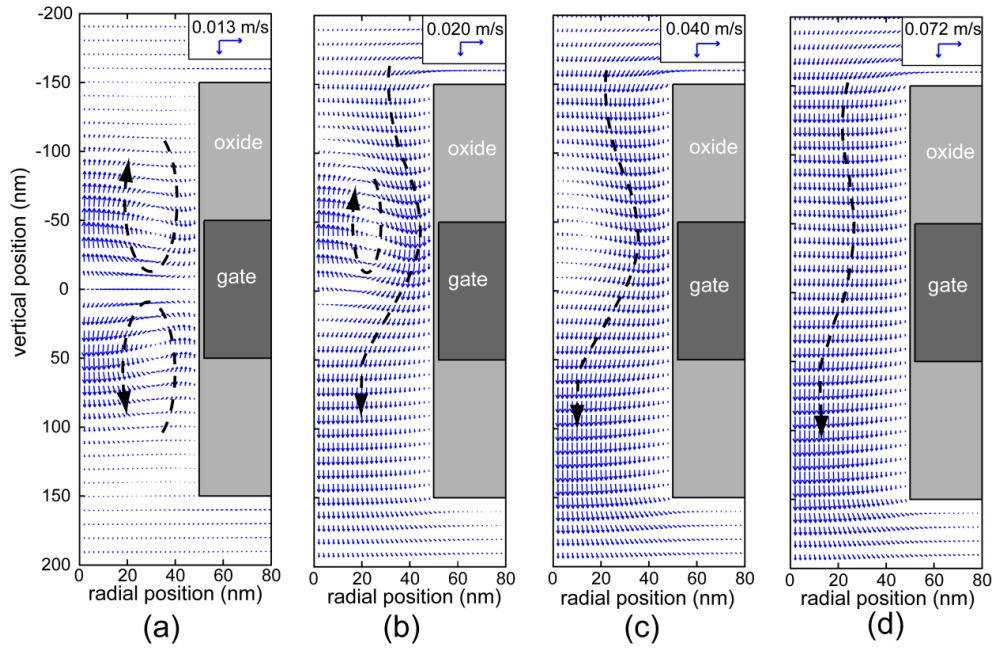 0.013 m/s 0.020 m/s 0.040 m/s 0.072 m/s
-200
-150
-100
-50
0
50
100
150
200
vertical position (nm)
oxide oxide oxide oxide
gate gate gate gate
0 20 40 60 80 0 20 40 60 80 0 20 40 60 80 0 20 40 60 80
radial position (nm) radial position (nm) radial position (nm) radial position (nm)
(a) (b) (c) (d)